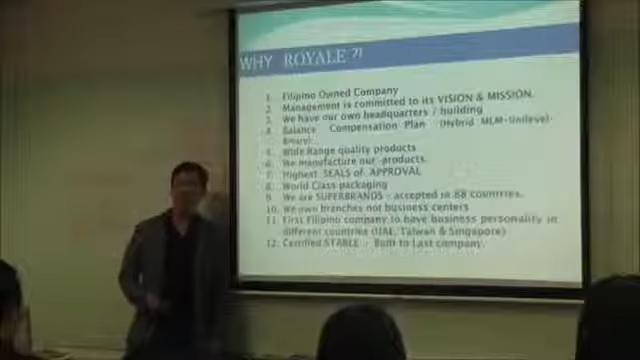 WHY ROYALE ?!
1. Filipino Owned Company
2. Management is committed to its VISION & MISSION.
3. We have our own headquarters / building
4. Balance Compensation Plan (Hybrid MLM-Unilevel-
Binary).
5. Wide Range quality products
6. We manufacture our products.
7. Highest SEALS of APPROVAL
8. World Class packaging
9. We are SUPERBRANDS - accepted in 88 countries.
10. We own branches not business centers
11. First Filipino company to have business personality in
different countries (UAE, Taiwan & Singapore)
12. Certified STABLE - Built to Last company.